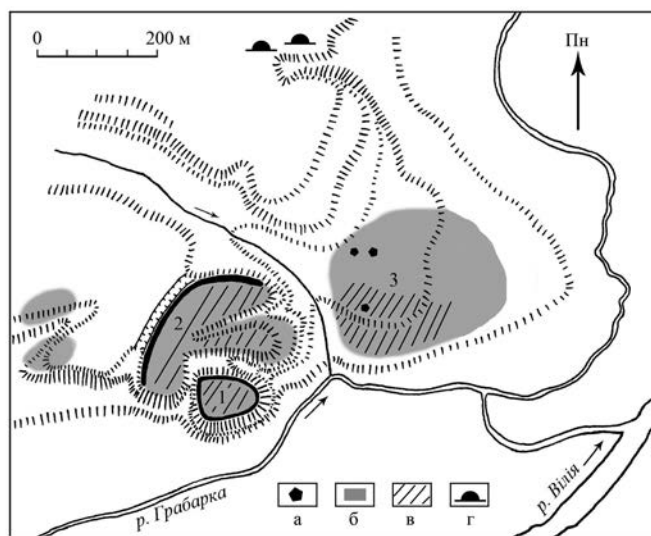 0 200 м
Пн
3
2
1
р. Грабарка
р. Вілія
а б в г